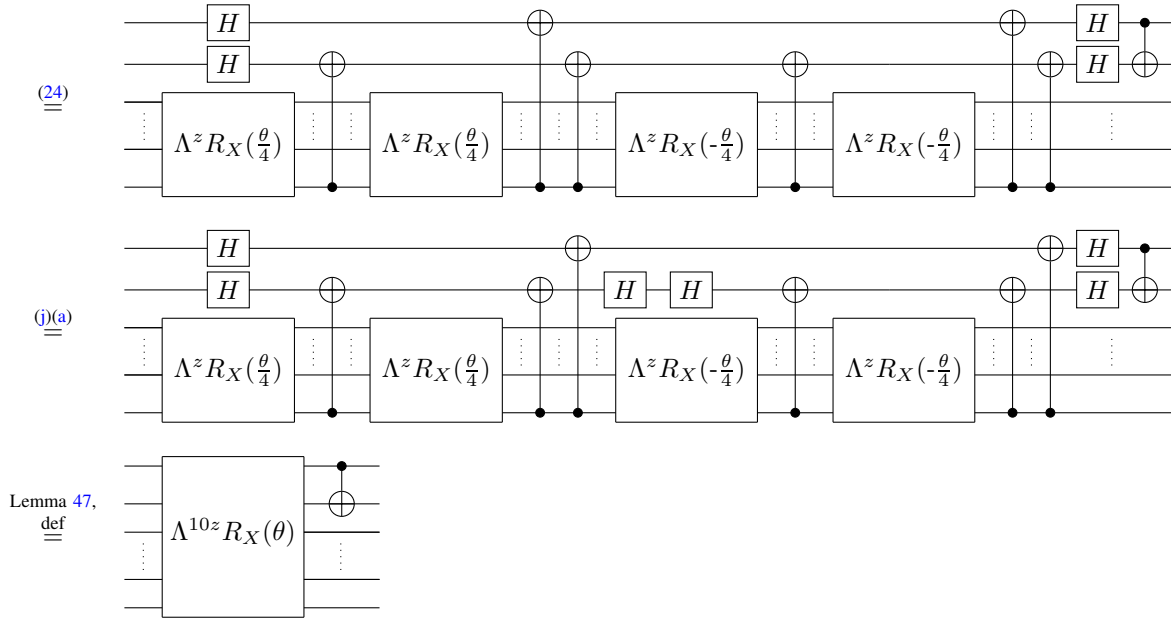 H H
H H
(24)
=
Λ^z R_X(θ/4) Λ^z R_X(θ/4) Λ^z R_X(-θ/4) Λ^z R_X(-θ/4)
H H
H H H H
(j)(a)
=
Λ^z R_X(θ/4) Λ^z R_X(θ/4) Λ^z R_X(-θ/4) Λ^z R_X(-θ/4)
Lemma 47,
def
=
Λ^{10z} R_X(θ)